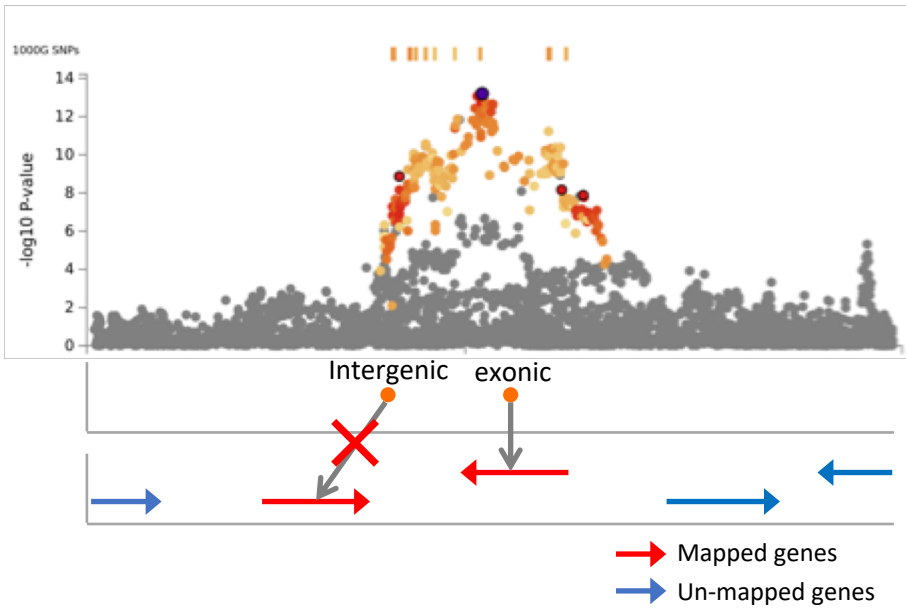 1000G SNPs
14
12
10
8
6
4
2
0
-log10 P-value
Intergenic exonic
Mapped genes
Un-mapped genes